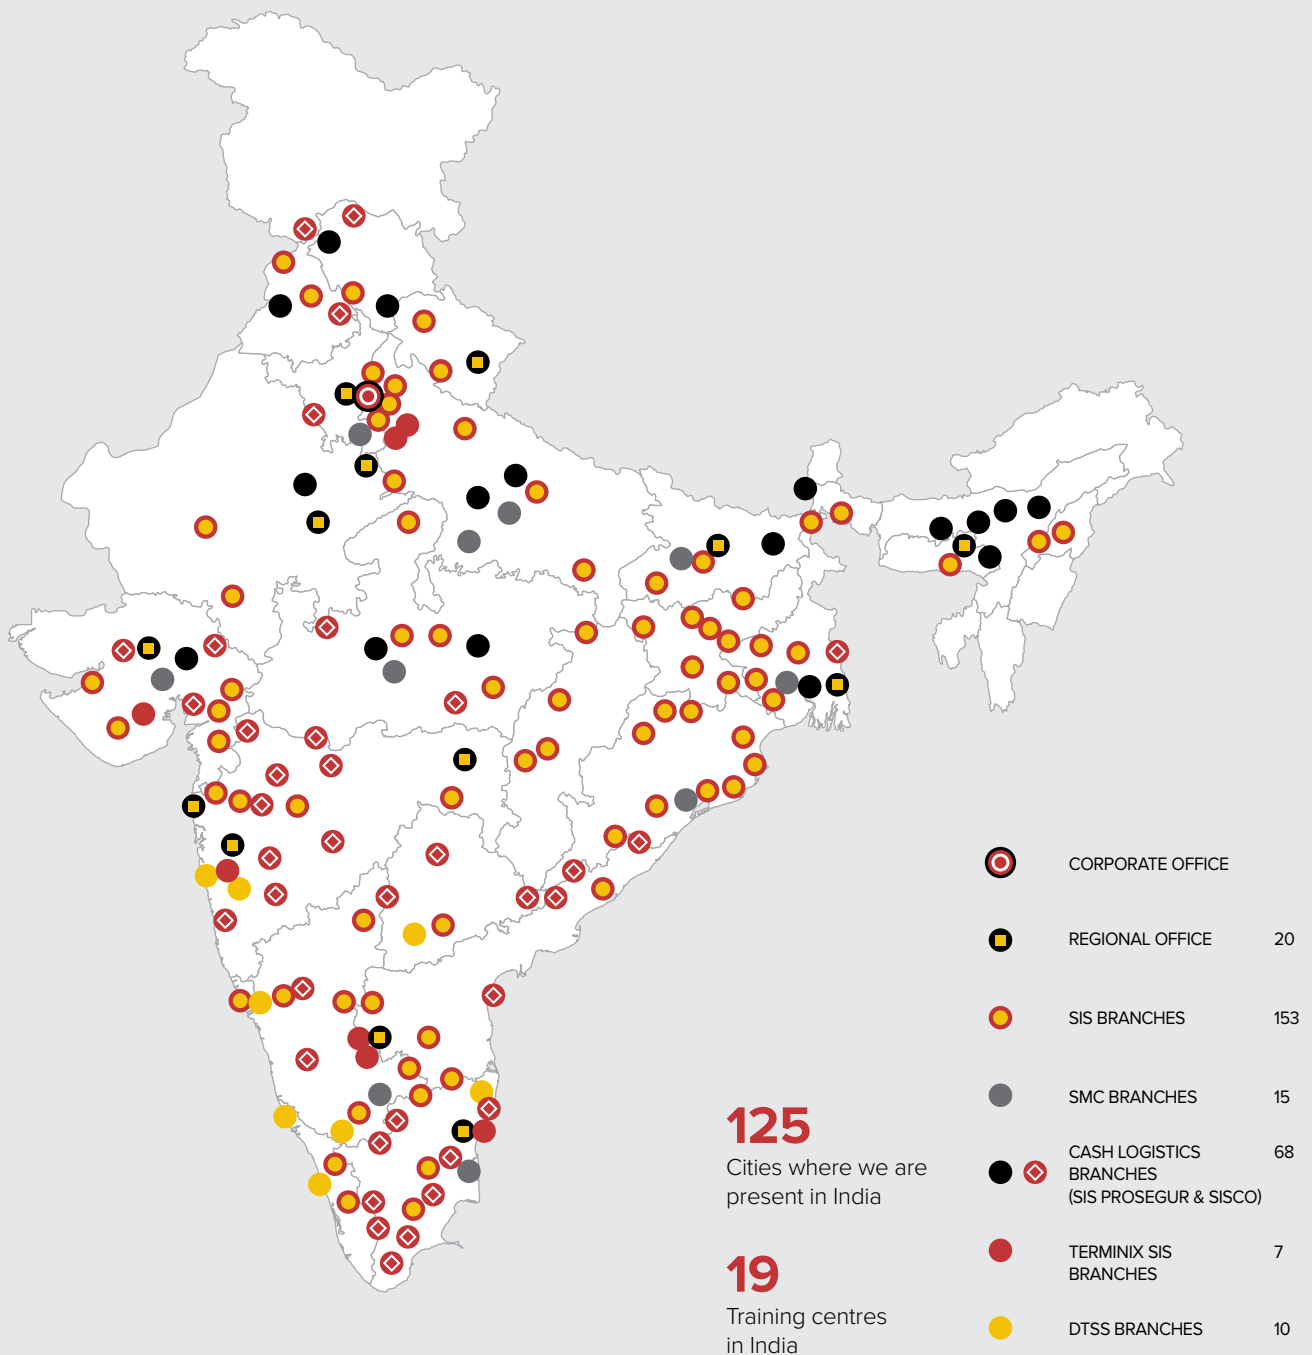 CORPORATE OFFICE
REGIONAL OFFICE 20
SIS BRANCHES 153
SMC BRANCHES 15
CASH LOGISTICS 68
BRANCHES
(SIS PROSEGUR & SISCO)
TERMINIX SIS 7
BRANCHES
DTSS BRANCHES 10
125
Cities where we are
present in India
19
Training centres
in India